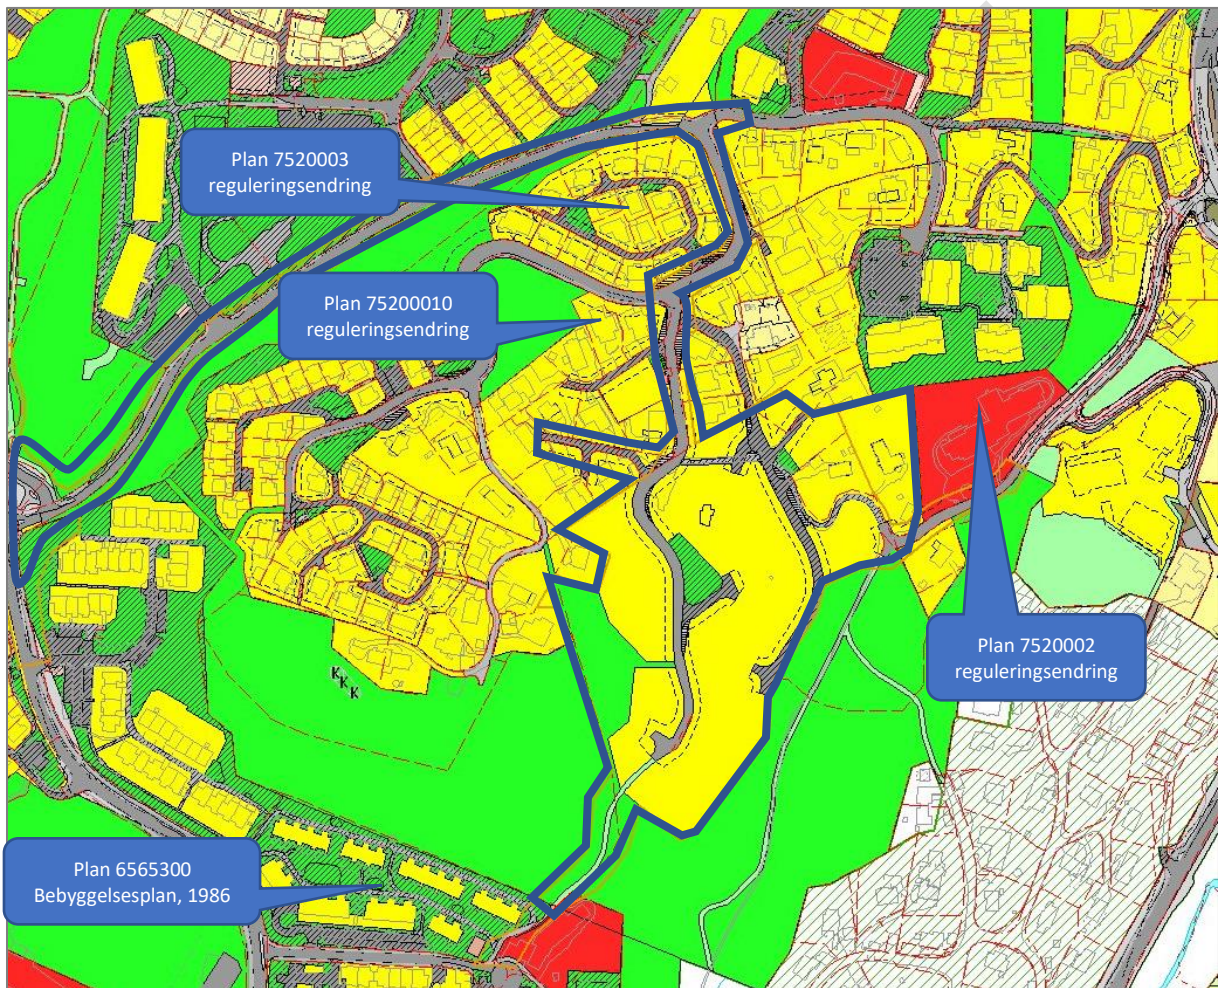 Plan 7520003
reguleringsendring
Plan 75200010
reguleringsendring
Plan 7520002
reguleringsendring
K
K
K
Plan 6565300
Bebyggelsesplan, 1986